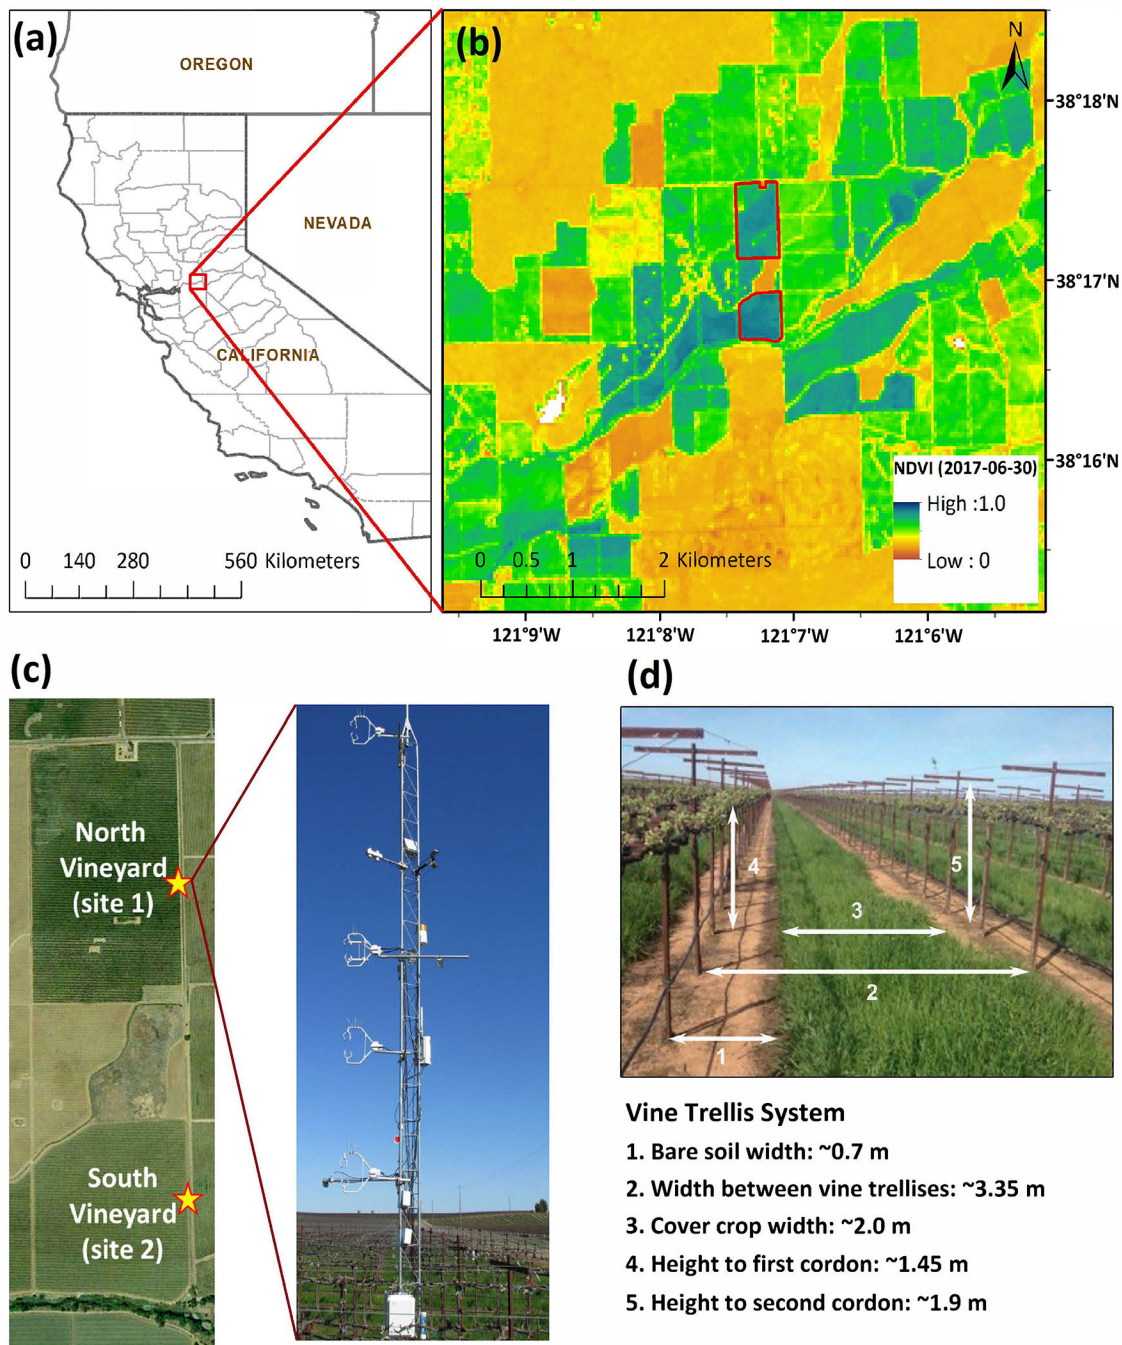 (a)
OREGON
NEVADA
CALIFORNIA
0 140 280 560 Kilometers
(b)
N
38°18'N
38°17'N
38°16'N
NDVI (2017-06-30)
High :1.0
Low : 0
0 0.5 1 2 Kilometers
121°9'W 121°8'W 121°7'W 121°6'W
(c)
North
Vineyard
(site 1)
South
Vineyard
(site 2)
(d)
4
5
3
2
1
Vine Trellis System
1. Bare soil width: ~0.7 m
2. Width between vine trellises: ~3.35 m
3. Cover crop width: ~2.0 m
4. Height to first cordon: ~1.45 m
5. Height to second cordon: ~1.9 m